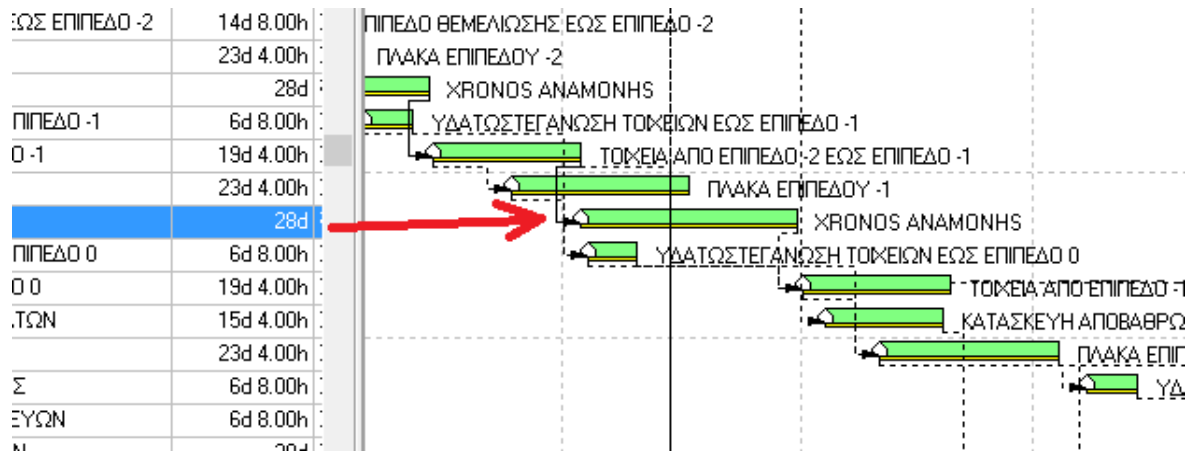 ΕΩΣ ΕΠΙΠΕΔΟ -2 14d 8.00h ΠΙΠΕΔΟ ΘΕΜΕΛΙΩΣΗΣ ΕΩΣ ΕΠΙΠΕΔΟ -2
23d 4.00h ΠΛΑΚΑ ΕΠΙΠΕΔΟΥ -2
28d XRONOS ANAMONHS
ΠΙΠΕΔΟ -1 6d 8.00h ΥΔΑΤΩΣΤΕΓΑΝΩΣΗ ΤΟΙΧΕΙΩΝ ΕΩΣ ΕΠΙΠΕΔΟ -1
Ο -1 19d 4.00h ΤΟΙΧΕΙΑ ΑΠΟ ΕΠΙΠΕΔΟ -2 ΕΩΣ ΕΠΙΠΕΔΟ -1
23d 4.00h ΠΛΑΚΑ ΕΠΙΠΕΔΟΥ -1
28d XRONOS ANAMONHS
ΠΙΠΕΔΟ 0 6d 8.00h ΥΔΑΤΩΣΤΕΓΑΝΩΣΗ ΤΟΙΧΕΙΩΝ ΕΩΣ ΕΠΙΠΕΔΟ 0
Ο 0 19d 4.00h ΤΟΙΧΕΙΑ ΑΠΟ ΕΠΙΠΕΔΟ -1
ΤΩΝ 15d 4.00h ΚΑΤΑΣΚΕΥΗ ΑΠΟΒΑΘΡΩ
23d 4.00h ΠΛΑΚΑ ΕΠΙΠ
Σ 6d 8.00h ΥΔ
ΕΥΩΝ 6d 8.00h